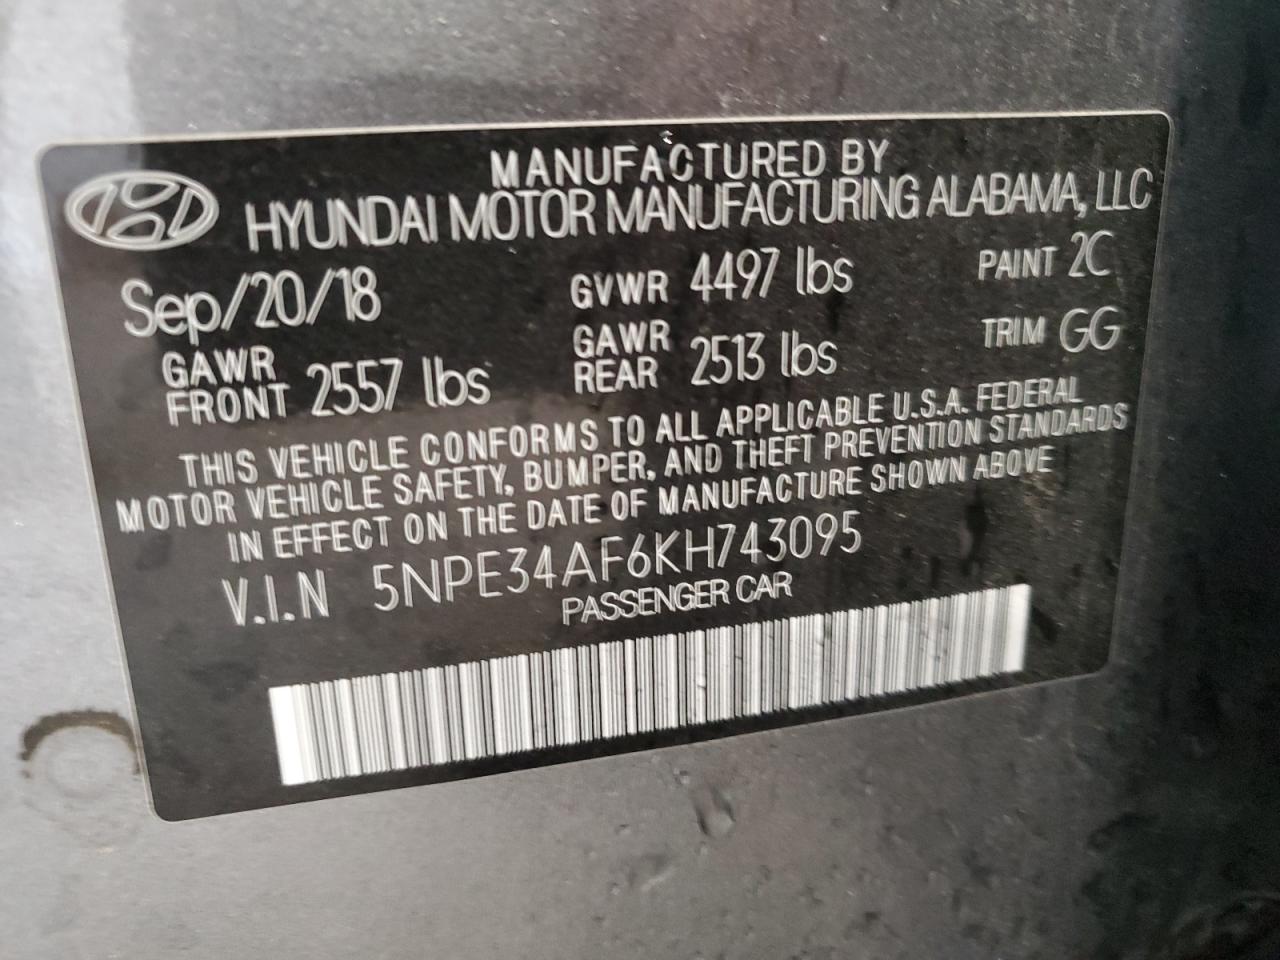 MANUFACTURED BY
HYUNDAI MOTOR MANUFACTURING ALABAMA, LLC
Sep/20/18 GVWR 4497 lbs PAINT 2C
GAWR FRONT 2557 lbs GAWR REAR 2513 lbs TRIM GG
THIS VEHICLE CONFORMS TO ALL APPLICABLE U.S.A. FEDERAL
MOTOR VEHICLE SAFETY, BUMPER, AND THEFT PREVENTION STANDARDS
IN EFFECT ON THE DATE OF MANUFACTURE SHOWN ABOVE
V.I.N 5NPE34AF6KH743095
PASSENGER CAR